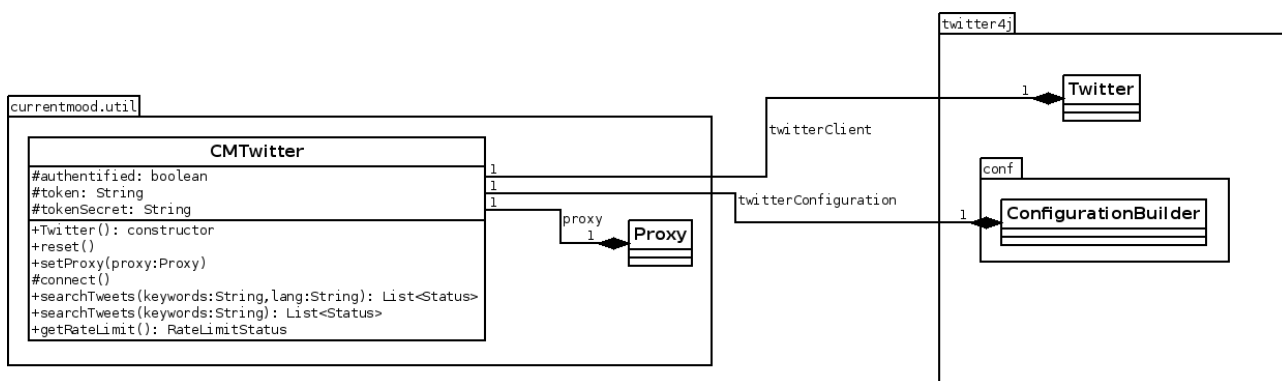 twitter4j
Twitter
1
currentmood.util
twitterClient
CMTwitter
#authentified: boolean
#token: String
#tokenSecret: String
1
1
1
conf
twitterConfiguration
1
ConfigurationBuilder
proxy
1
Proxy
+Twitter(): constructor
+reset()
+setProxy(proxy:Proxy)
#connect()
+searchTweets(keywords:String,lang:String): List<Status>
+searchTweets(keywords:String): List<Status>
+getRateLimit(): RateLimitStatus